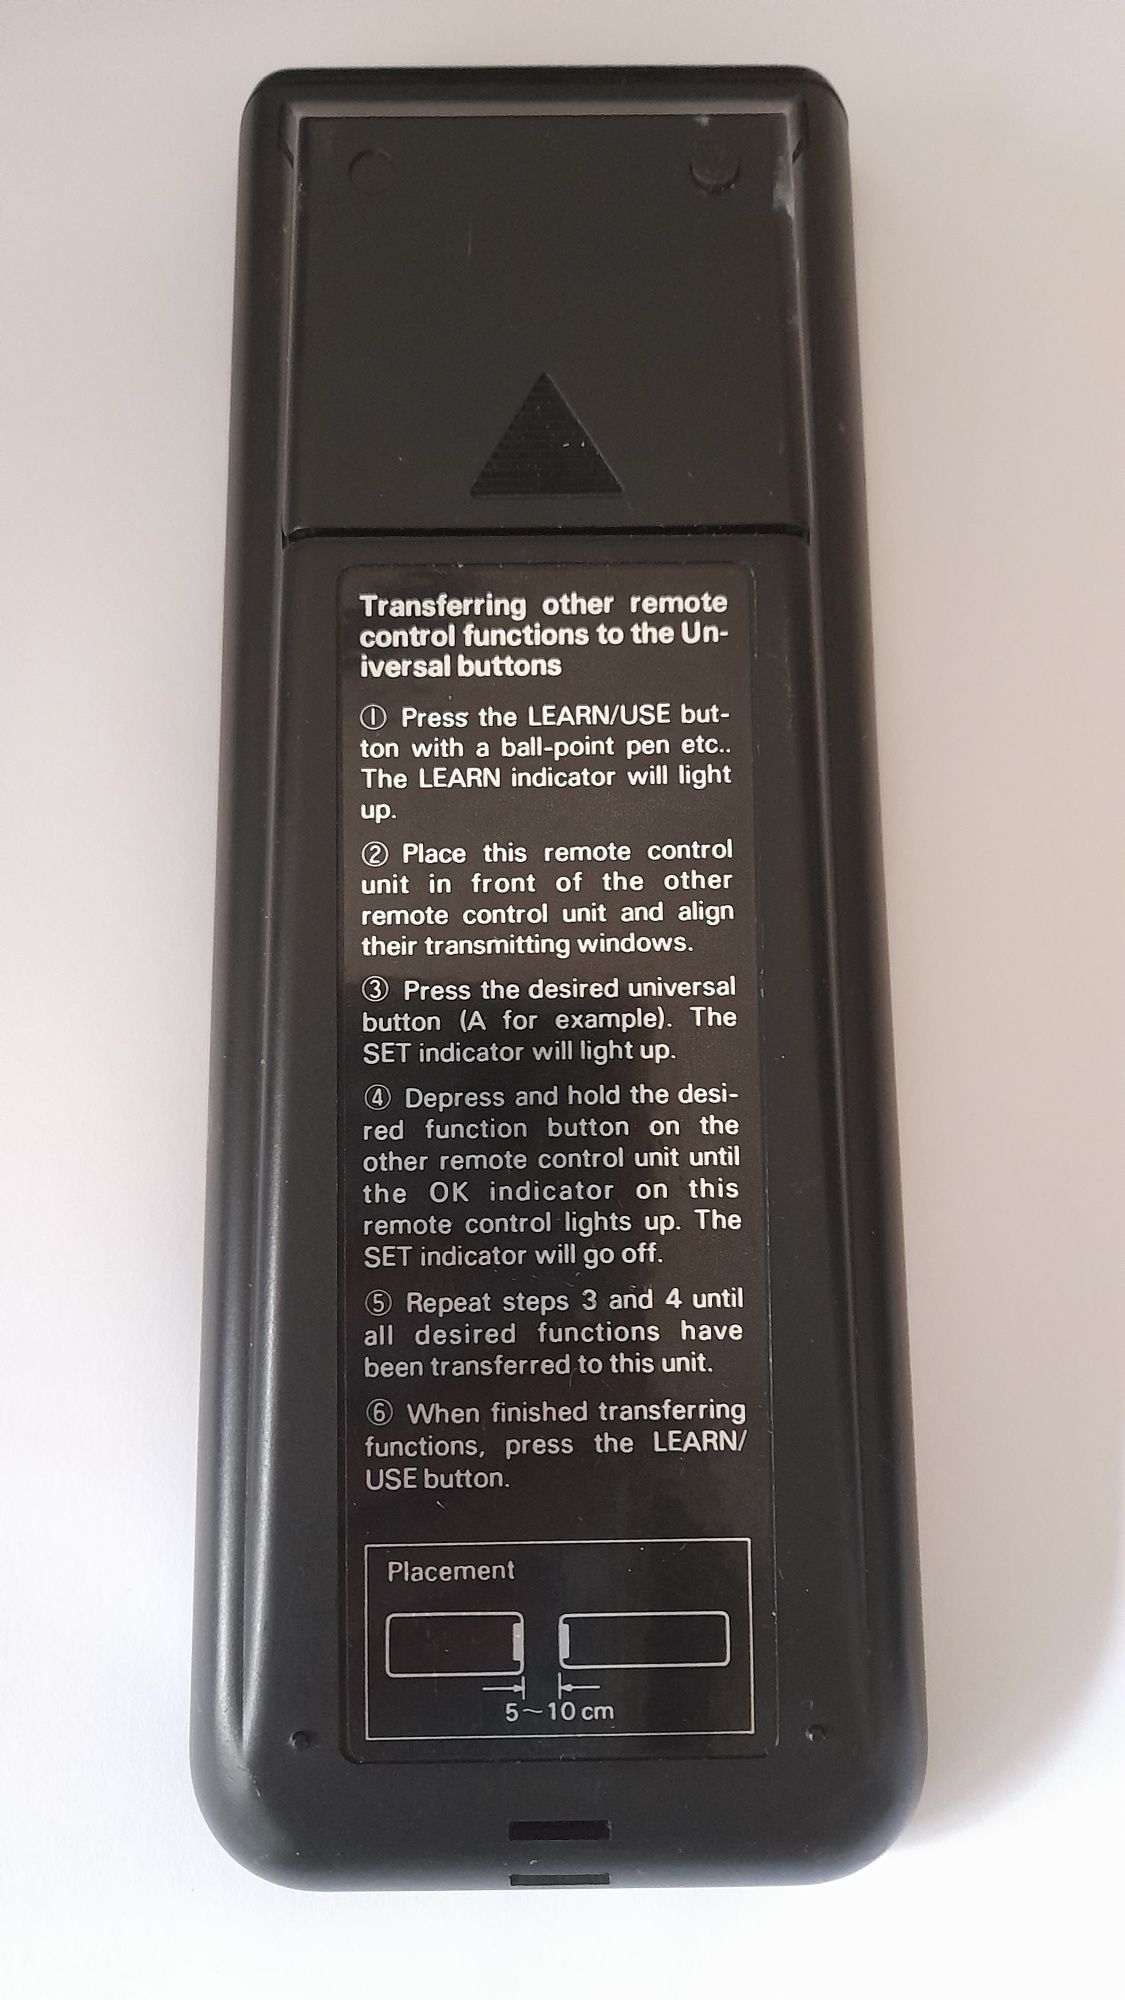 Transferring other remote
control functions to the Un-
iversal buttons
① Press the LEARN/USE but-
ton with a ball-point pen etc..
The LEARN indicator will light
up.
② Place this remote control
unit in front of the other
remote control unit and align
their transmitting windows.
③ Press the desired universal
button (A for example). The
SET indicator will light up.
④ Depress and hold the desi-
red function button on the
other remote control unit until
the OK indicator on this
remote control lights up. The
SET indicator will go off.
⑤ Repeat steps 3 and 4 until
all desired functions have
been transferred to this unit.
⑥ When finished transferring
functions, press the LEARN/
USE button.
Placement
5~10 cm